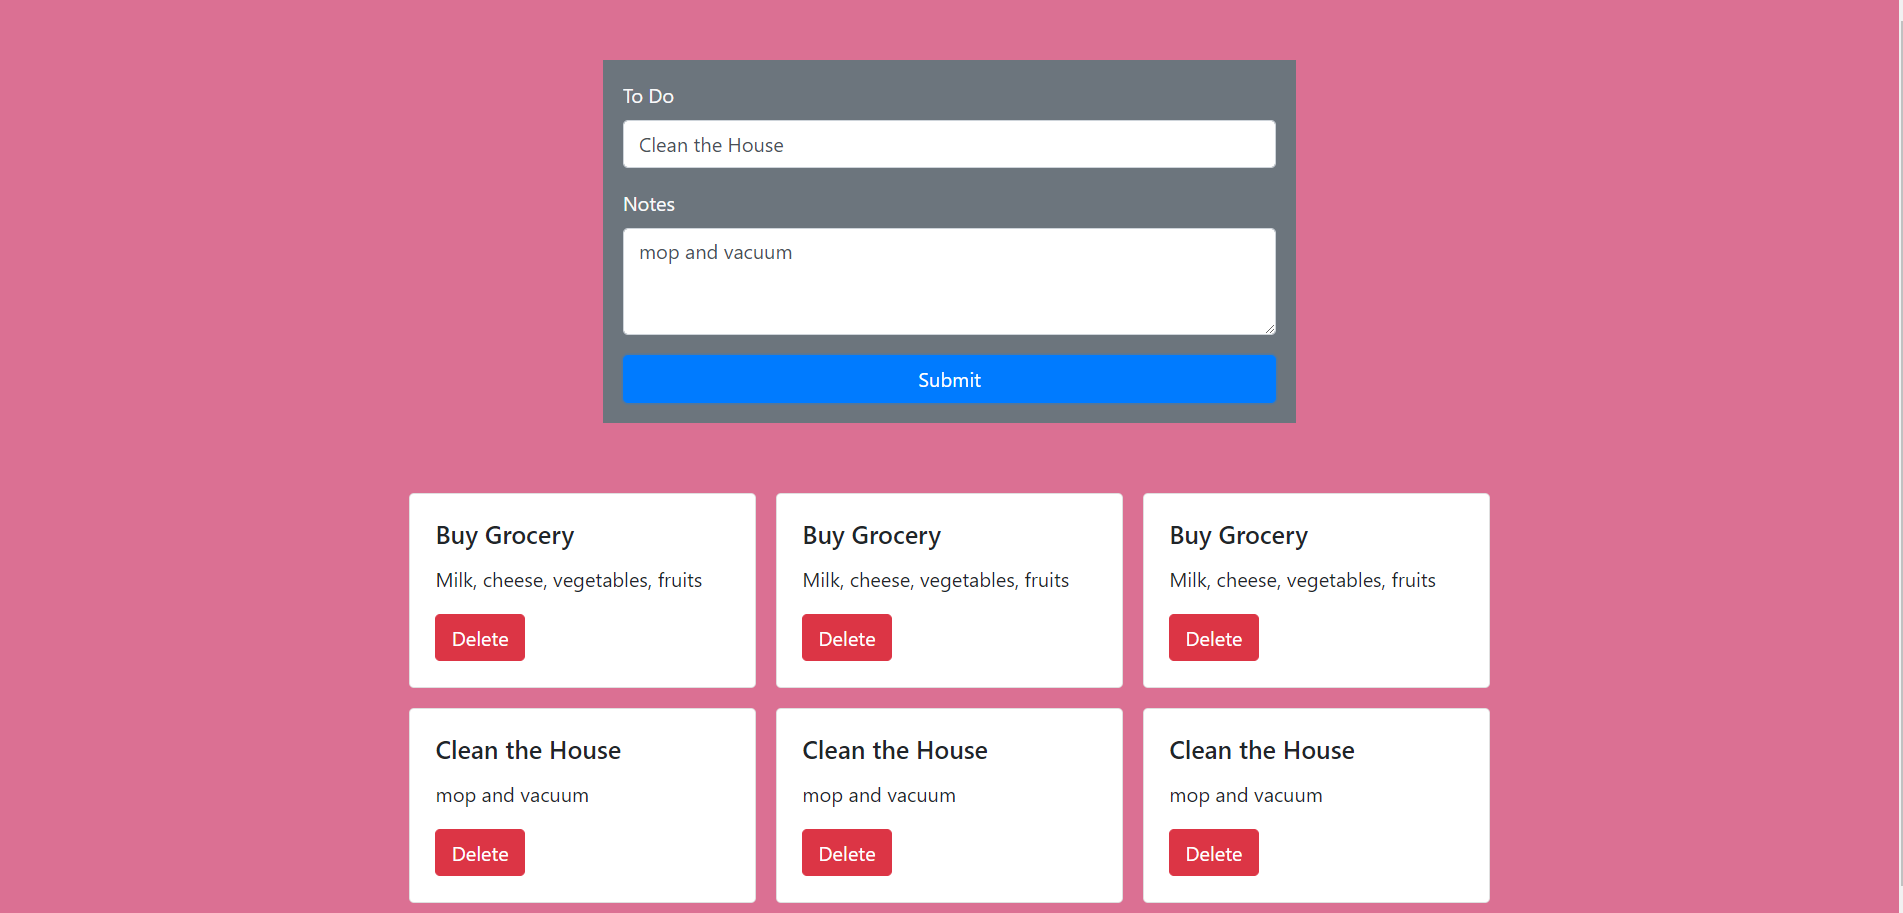 To Do
Clean the House
Notes
mop and vacuum
Submit
Buy Grocery
Milk, cheese, vegetables, fruits
Delete
Buy Grocery
Milk, cheese, vegetables, fruits
Delete
Buy Grocery
Milk, cheese, vegetables, fruits
Delete
Clean the House
mop and vacuum
Delete
Clean the House
mop and vacuum
Delete
Clean the House
mop and vacuum
Delete